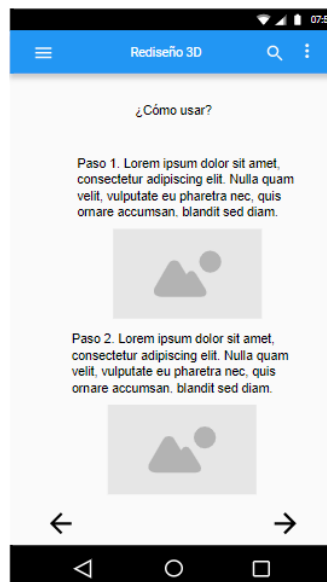 Rediseño 3D
¿Cómo usar?
Paso 1. Lorem ipsum dolor sit amet,
consectetur adipiscing elit. Nulla quam
velit, vulputate eu pharetra nec, quis
ornare accumsan, blandit sed diam.
Paso 2. Lorem ipsum dolor sit amet,
consectetur adipiscing elit. Nulla quam
velit, vulputate eu pharetra nec, quis
ornare accumsan. blandit sed diam.